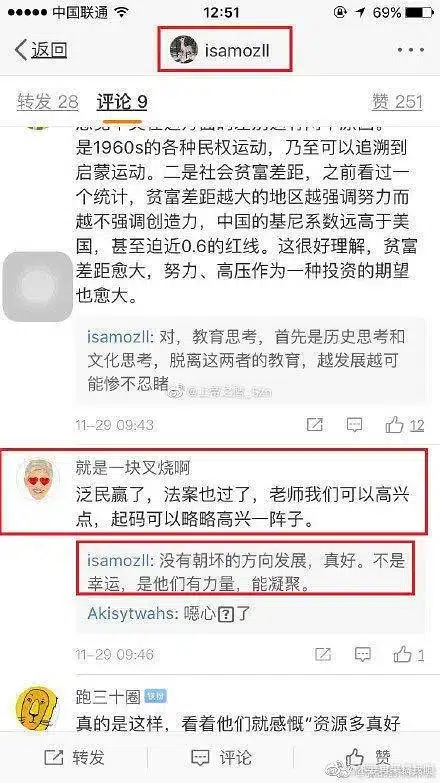 中国联通
12:51
69%
返回
isamozll
转发 28
评论 9
赞 251
是1960s的各种民权运动，乃至可以追溯到
启蒙运动。二是社会贫富差距，之前看过一
个统计，贫富差距越大的地区越强调努力而
越不强调创造力，中国的基尼系数远高于美
国，甚至迫近0.6的红线。这很好理解，贫富
差距愈大，努力、高压作为一种投资的期望
也愈大。
isamozll: 对，教育思考，首先是历史思考和
文化思考，脱离这两者的教育，越发展越可
能惨不忍睹。
11-29 09:44
12
就是一块叉烧啊
泛民赢了，法案也过了，老师我们可以高兴
点，起码可以略略高兴一阵子。
isamozll: 没有朝坏的方向发展，真好。不是
幸运，是他们有力量，能凝聚。
Akisytwahs: 噁心?了
11-29 09:46
1
跑三十圈
铁粉
真的是这样，看着他们就感慨“资源多真好
转发
评论
赞